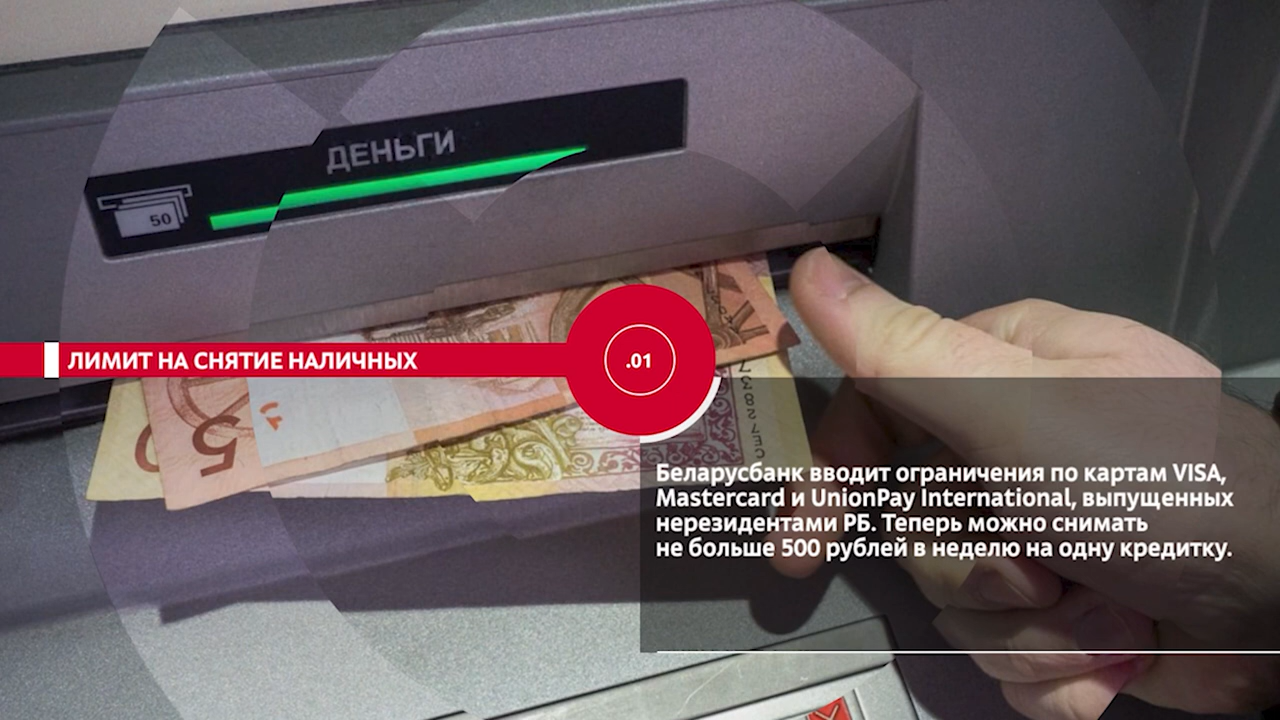 ДЕНЬГИ
50
ЛИМИТ НА СНЯТИЕ НАЛИЧНЫХ
.01
5
Беларусбанк вводит ограничения по картам VISA,
Mastercard и UnionPay International, выпущенных
нерезидентами РБ. Теперь можно снимать
не больше 500 рублей в неделю на одну кредитку.